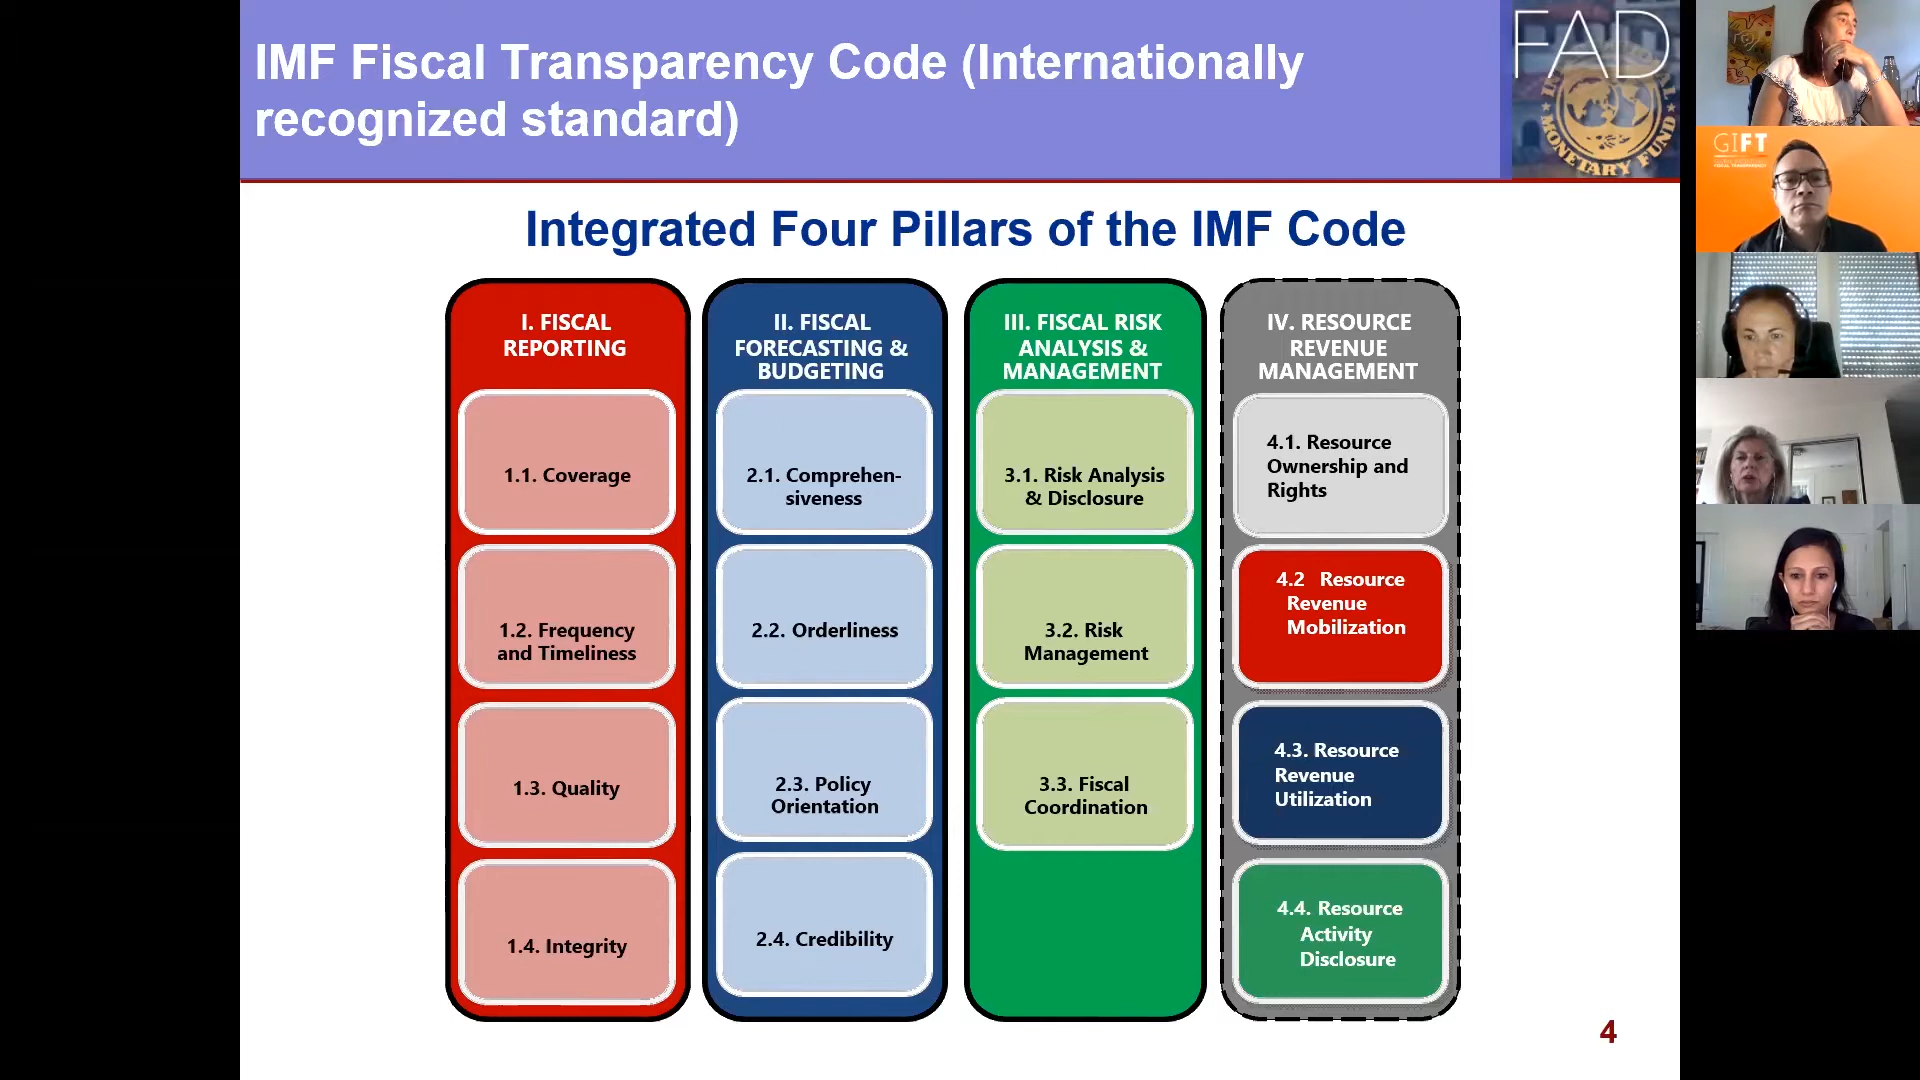 IMF Fiscal Transparency Code (Internationally
recognized standard)
FAD
INTERNATIONAL MONETARY FUND
Integrated Four Pillars of the IMF Code
I. FISCAL
REPORTING
1.1. Coverage
1.2. Frequency
and Timeliness
1.3. Quality
1.4. Integrity
II. FISCAL
FORECASTING &
BUDGETING
2.1. Comprehen-
siveness
2.2. Orderliness
2.3. Policy
Orientation
2.4. Credibility
III. FISCAL RISK
ANALYSIS &
MANAGEMENT
3.1. Risk Analysis
& Disclosure
3.2. Risk
Management
3.3. Fiscal
Coordination
IV. RESOURCE
REVENUE
MANAGEMENT
4.1. Resource
Ownership and
Rights
4.2 Resource
Revenue
Mobilization
4.3. Resource
Revenue
Utilization
4.4. Resource
Activity
Disclosure
4
GIFT
FISCAL TRANSPARENCY